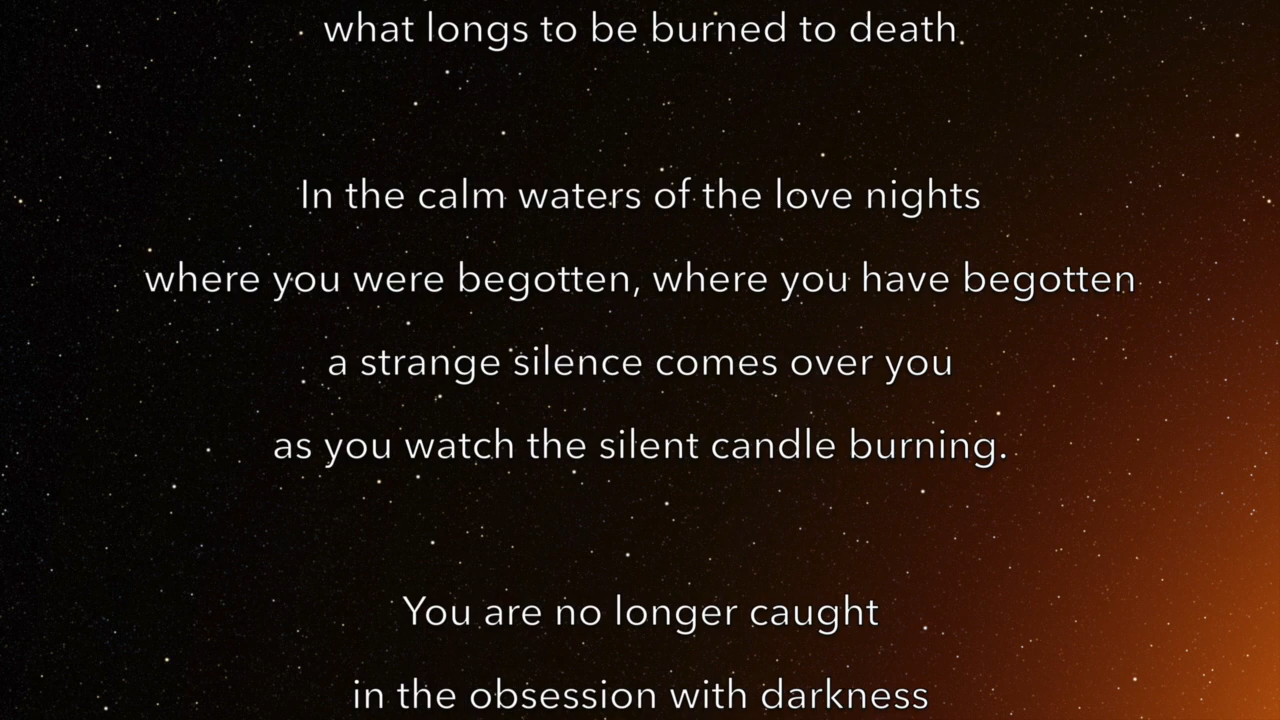 what longs to be burned to death.
In the calm waters of the love nights
where you were begotten, where you have begotten
a strange silence comes over you
as you watch the silent candle burning.
You are no longer caught
in the obsession with darkness